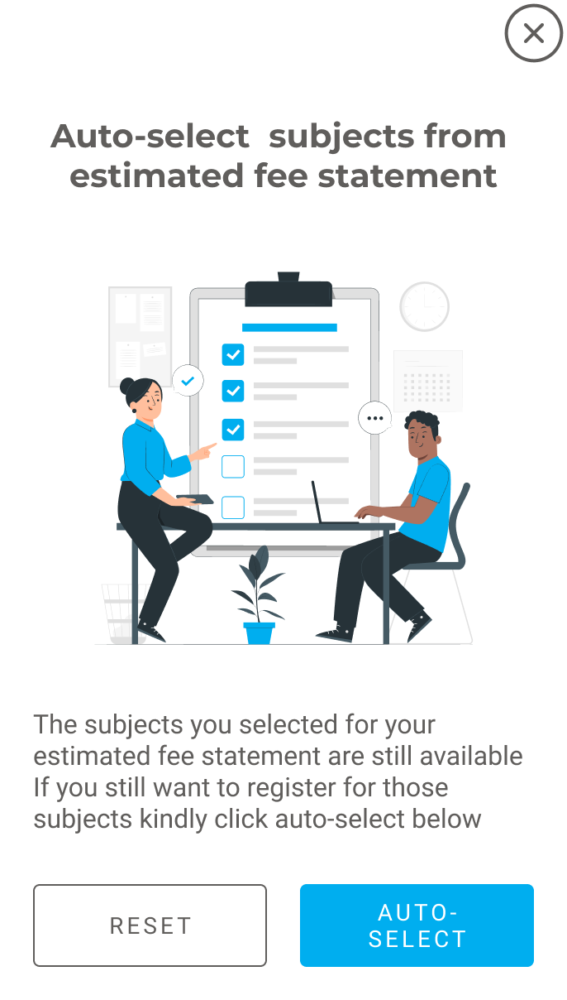 Auto-select  subjects from
estimated fee statement
The subjects you selected for your
estimated fee statement are still available
If you still want to register for those
subjects kindly click auto-select below
RESET
AUTO-
SELECT